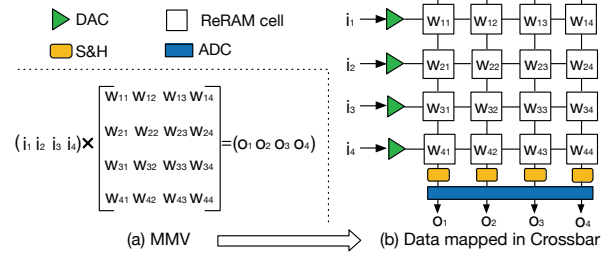 DAC ReRAM cell
S&H ADC
(i₁ i₂ i₃ i₄) × [W₁₁ W₁₂ W₁₃ W₁₄
W₂₁ W₂₂ W₂₃ W₂₄
W₃₁ W₃₂ W₃₃ W₃₄
W₄₁ W₄₂ W₄₃ W₄₄] = (O₁ O₂ O₃ O₄)
(a) MMV
i₁ W₁₁ W₁₂ W₁₃ W₁₄
i₂ W₂₁ W₂₂ W₂₃ W₂₄
i₃ W₃₁ W₃₂ W₃₃ W₃₄
i₄ W₄₁ W₄₂ W₄₃ W₄₄
O₁ O₂ O₃ O₄
(b) Data mapped in Crossbar